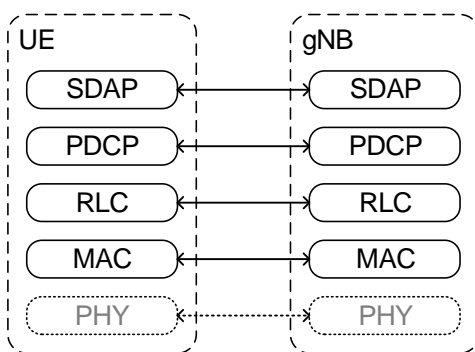 UE gNB
SDAP SDAP
PDCP PDCP
RLC RLC
MAC MAC
PHY PHY